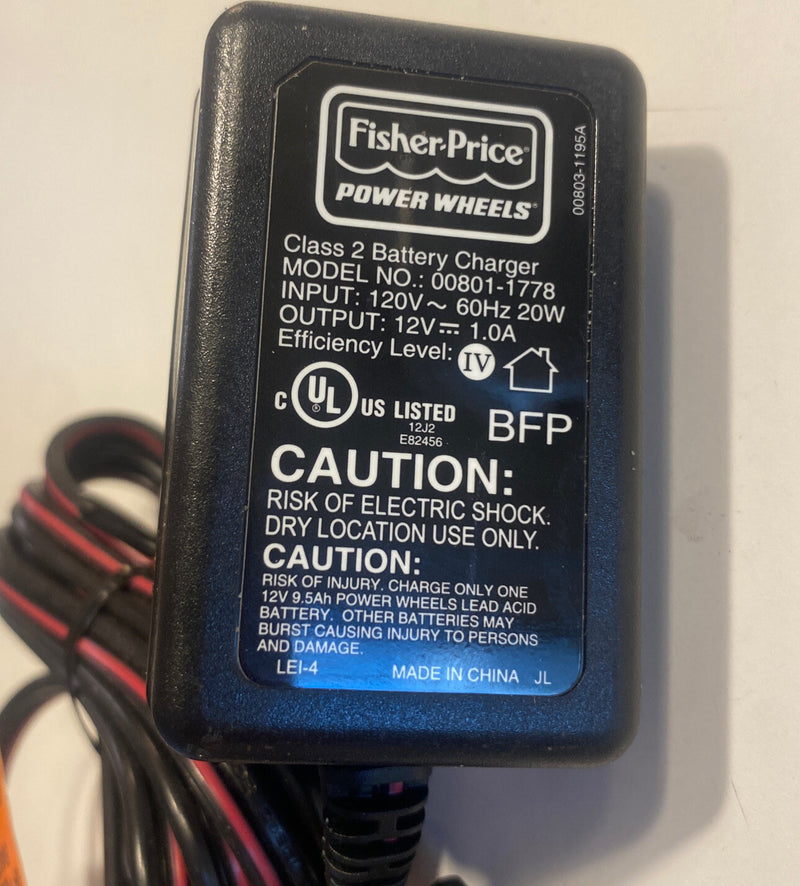 Fisher-Price®
POWER WHEELS®
00803-1195A
Class 2 Battery Charger
MODEL NO.: 00801-1778
INPUT: 120V ~ 60Hz 20W
OUTPUT: 12V⎓ 1.0A
Efficiency Level: IV
C UL® US LISTED
12J2
E82456
BFP
CAUTION:
RISK OF ELECTRIC SHOCK.
DRY LOCATION USE ONLY.
CAUTION:
RISK OF INJURY. CHARGE ONLY ONE
12V 9.5Ah POWER WHEELS LEAD ACID
BATTERY. OTHER BATTERIES MAY
BURST CAUSING INJURY TO PERSONS
AND DAMAGE.
LEI-4 MADE IN CHINA JL